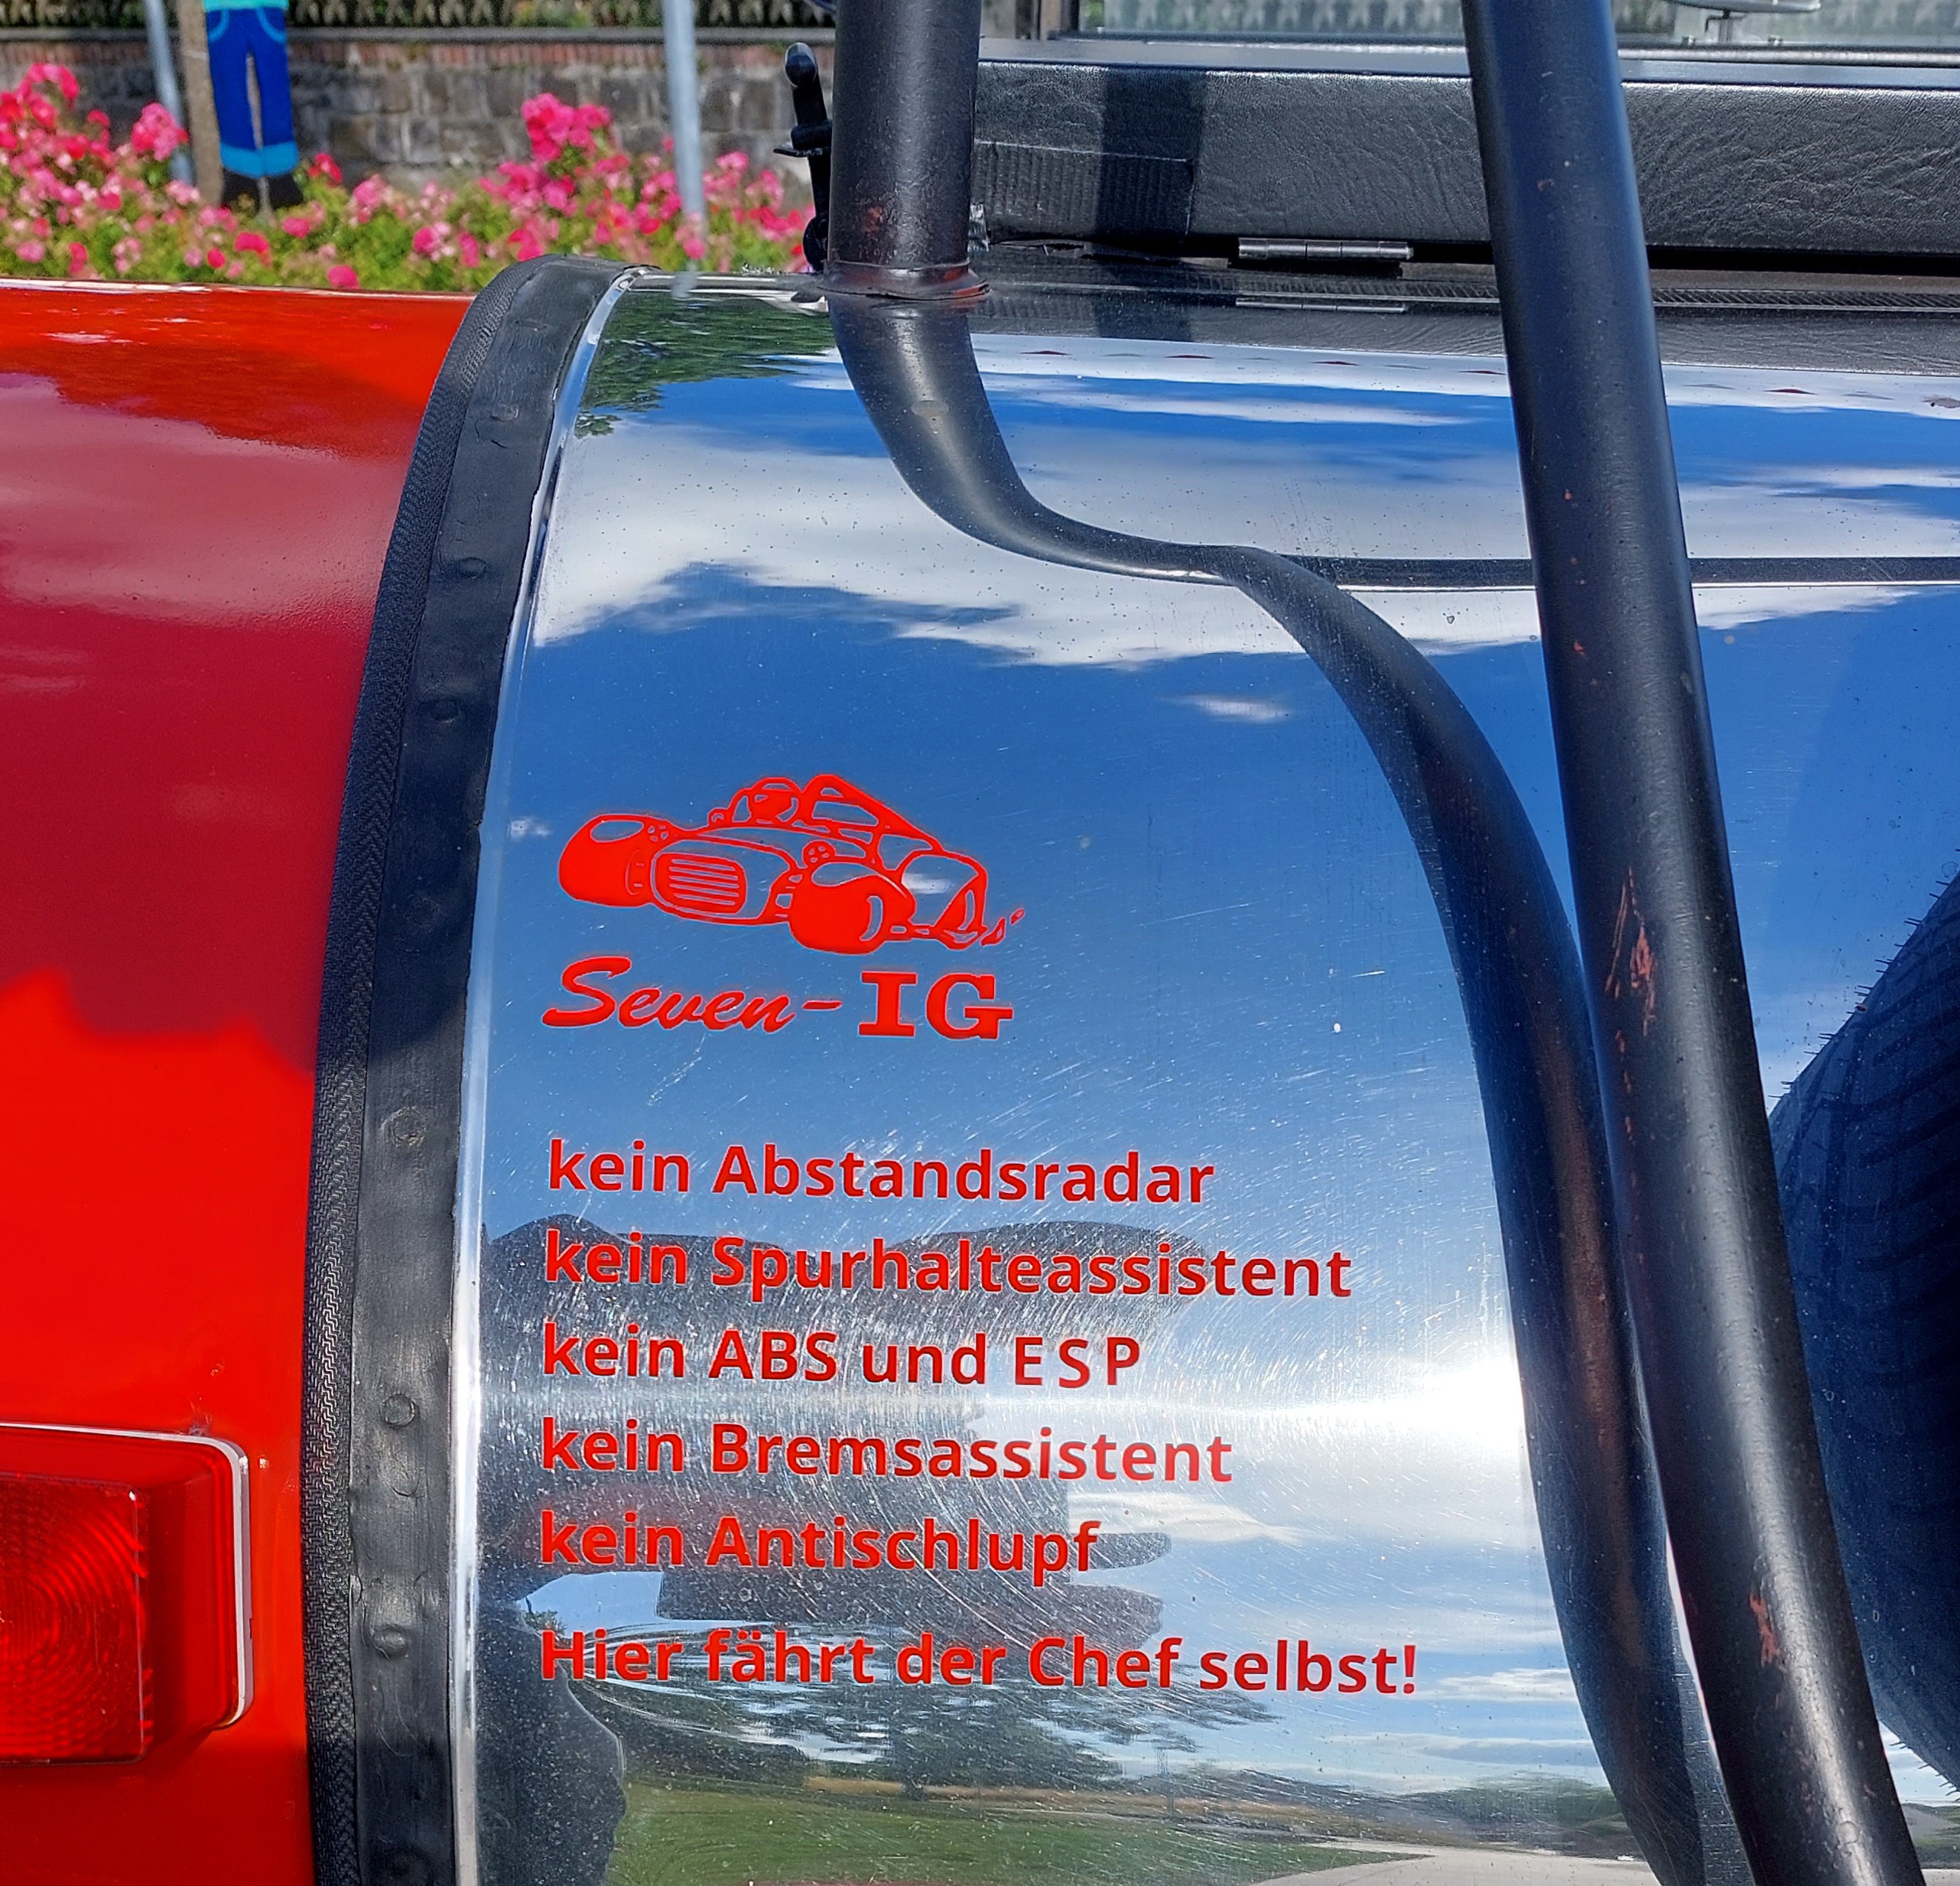 Seven-IG
kein Abstandsradar
kein Spurhalteassistent
kein ABS und ESP
kein Bremsassistent
kein Antischlupf
Hier fährt der Chef selbst!